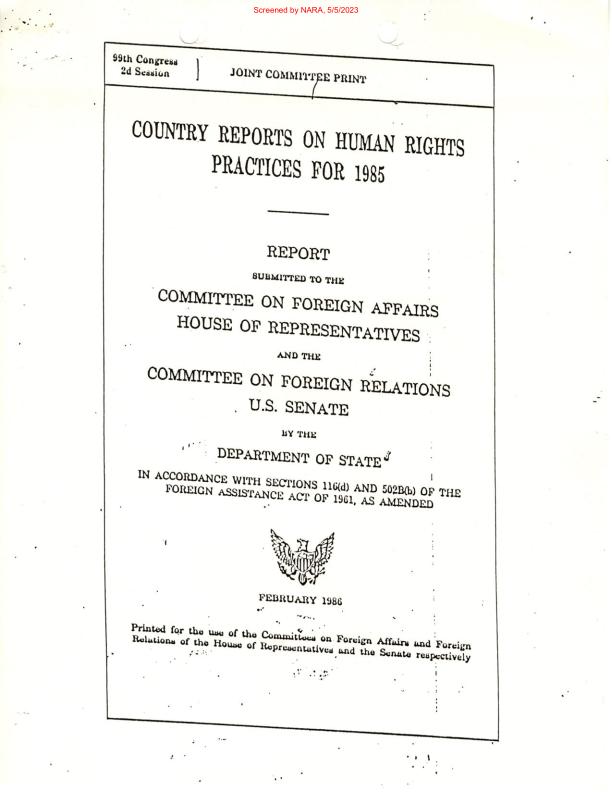 Screened by NARA, 5/5/2023
99th Congress
2d Session
JOINT COMMITTEE PRINT
COUNTRY REPORTS ON HUMAN RIGHTS
PRACTICES FOR 1985
REPORT
SUBMITTED TO THE
COMMITTEE ON FOREIGN AFFAIRS
HOUSE OF REPRESENTATIVES
AND THE
COMMITTEE ON FOREIGN RELATIONS
U.S. SENATE
BY THE
DEPARTMENT OF STATE
IN ACCORDANCE WITH SECTIONS 116(d) AND 502B(b) OF THE
FOREIGN ASSISTANCE ACT OF 1961, AS AMENDED
FEBRUARY 1986
Printed for the use of the Committees on Foreign Affairs and Foreign
Relations of the House of Representatives and the Senate respectively